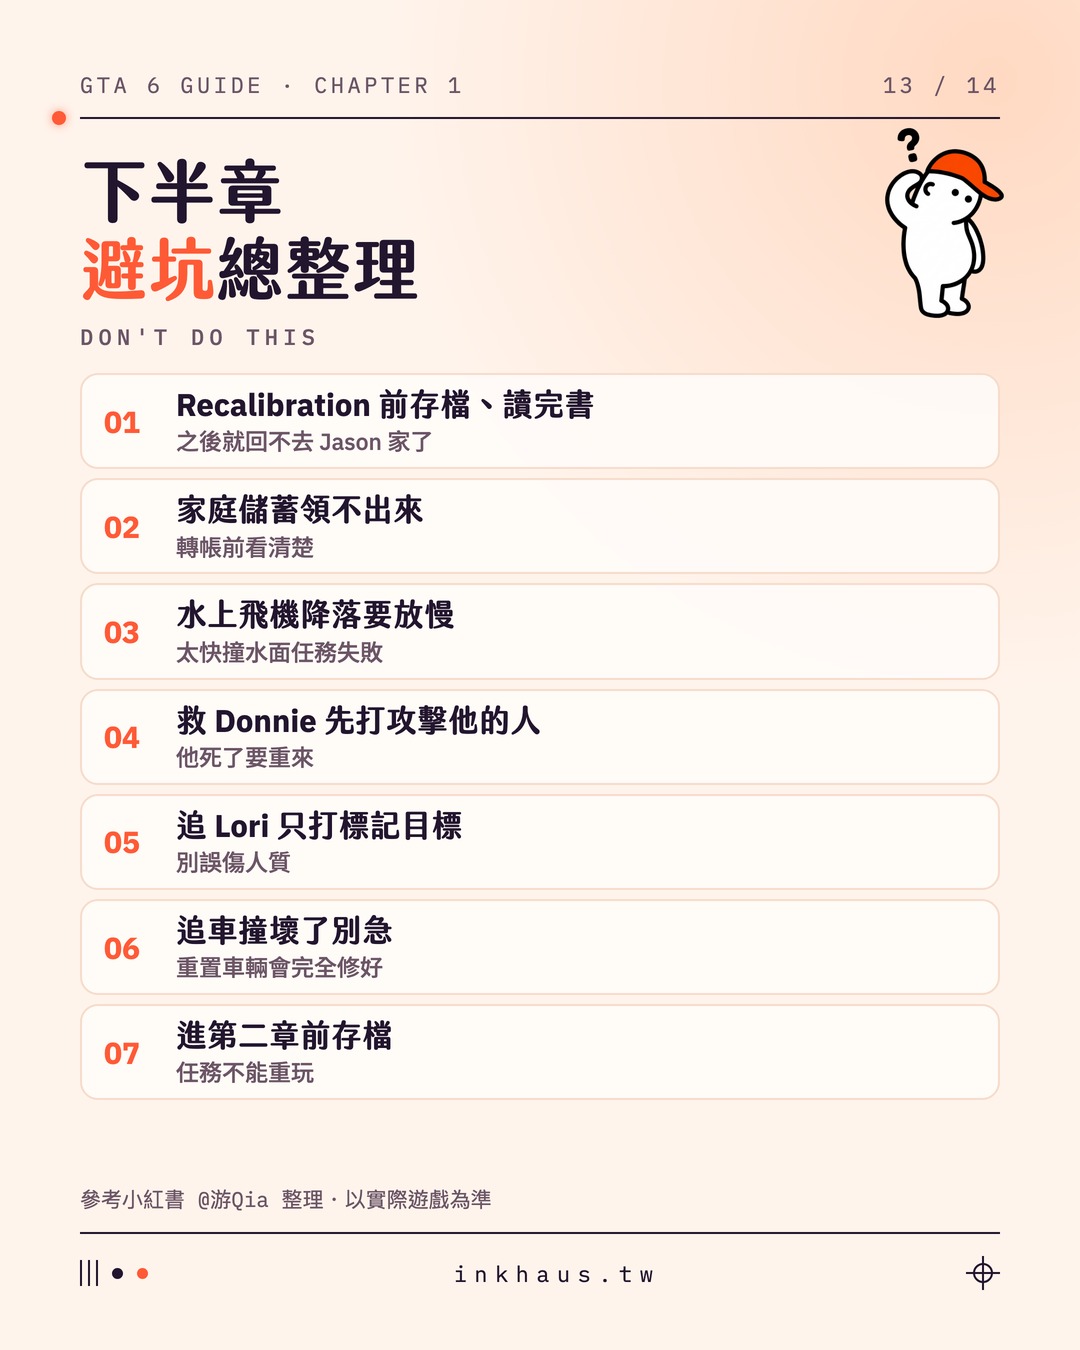 GTA 6 GUIDE · CHAPTER 1
13 / 14
?
下半章
避坑總整理
DON'T DO THIS
01
Recalibration 前存檔、讀完書
之後就回不去 Jason 家了
02
家庭儲蓄領不出來
轉帳前看清楚
03
水上飛機降落要放慢
太快撞水面任務失敗
04
救 Donnie 先打攻擊他的人
他死了要重來
05
追 Lori 只打標記目標
別誤傷人質
06
追車撞壞了別急
重置車輛會完全修好
07
進第二章前存檔
任務不能重玩
參考小紅書 @游Qia 整理·以實際遊戲為準
inkhaus.tw